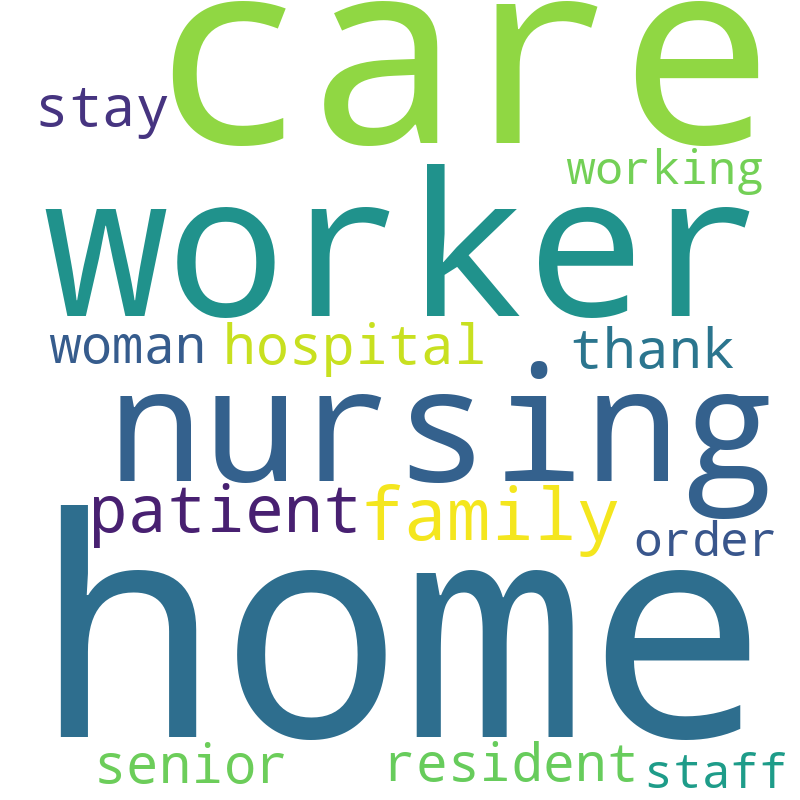 care
stay
working
worker
woman hospital thank
nursing
patient family order
home
senior resident staff